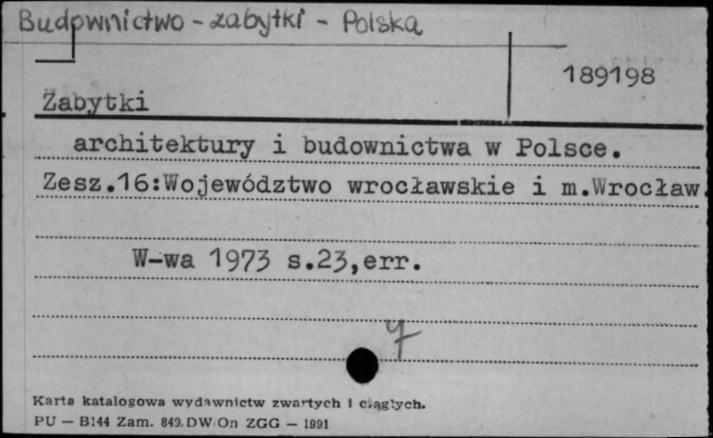 Budownictwo - zabytki - Polska
189198
Zabytki
architektury i budownictwa w Polsce.
Zesz.16:Województwo wrocławskie i m.Wrocław.
W-wa 1973 s.23,err.
7
Karta katalogowa wydawnictw zwartych i ciągłych.
PU — B144 Zam. 849. DW/On ZGG — 1991